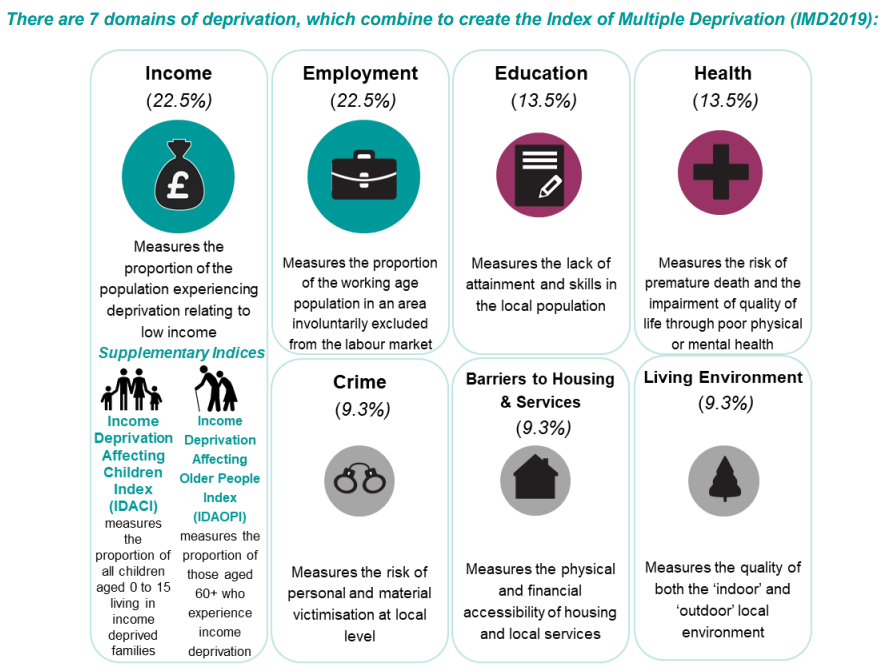 There are 7 domains of deprivation, which combine to create the Index of Multiple Deprivation (IMD2019):
Income
(22.5%)
£
Measures the
proportion of the
population experiencing
deprivation relating to
low income
Supplementary Indices
Income
Deprivation
Affecting
Children
Index
(IDACI)
measures
the
proportion of
all children
aged 0 to 15
living in
income
deprived
families
Income
Deprivation
Affecting
Older People
Index
(IDAOPI)
measures the
proportion of
those aged
60+ who
experience
income
deprivation
Employment
(22.5%)
Measures the proportion
of the working age
population in an area
involuntarily excluded
from the labour market
Education
(13.5%)
Measures the lack of
attainment and skills in
the local population
Health
(13.5%)
Measures the risk of
premature death and the
impairment of quality of
life through poor physical
or mental health
Crime
(9.3%)
Measures the risk of
personal and material
victimisation at local
level
Barriers to Housing
& Services
(9.3%)
Measures the physical
and financial
accessibility of housing
and local services
Living Environment
(9.3%)
Measures the quality of
both the ‘indoor’ and
‘outdoor’ local
environment